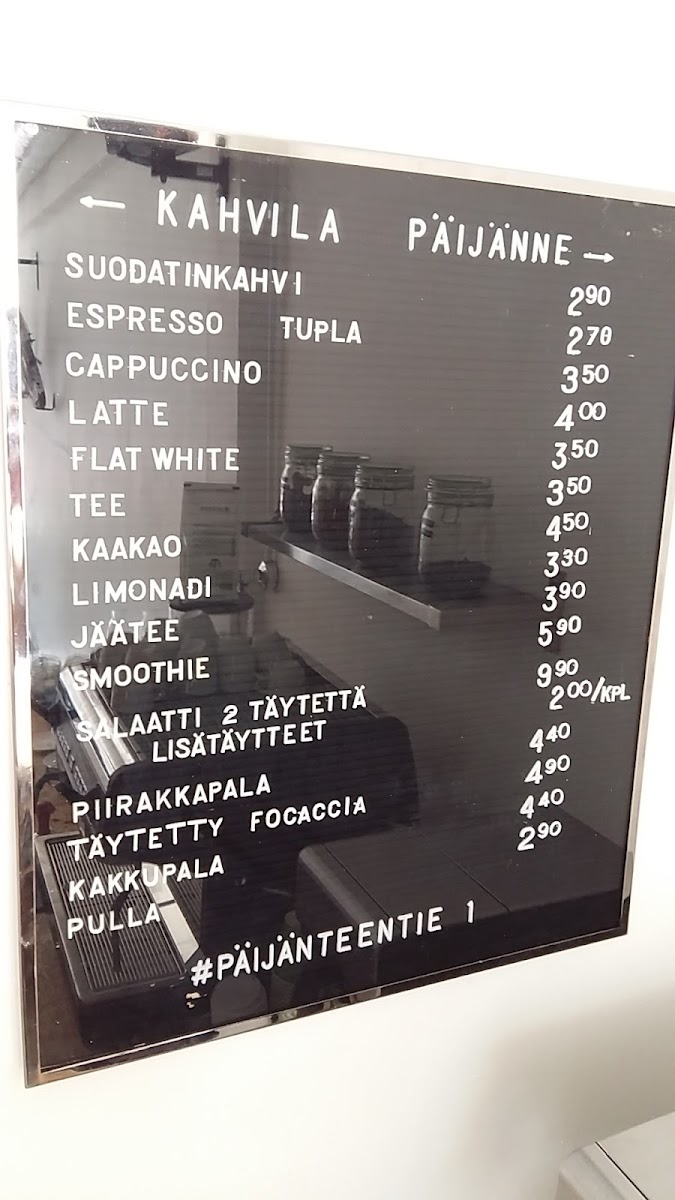 ← KAHVILA PÄIJÄNNE →
SUODATINKAHVI 2 90
ESPRESSO TUPLA 2 70
CAPPUCCINO 3 50
LATTE 4 00
FLAT WHITE 3 50
TEE 3 50
KAAKAO 4 50
LIMONADI 3 30
JÄÄTEE 3 90
SMOOTHIE 5 90
SALAATTI 2 TÄYTETTÄ 9 90
LISÄTÄYTTEET 2 00/KPL
PIIRAKKAPALA 4 40
TÄYTETTY FOCACCIA 4 90
KAKKUPALA 4 40
PULLA 2 90
#PÄIJÄNTEENTIE 1